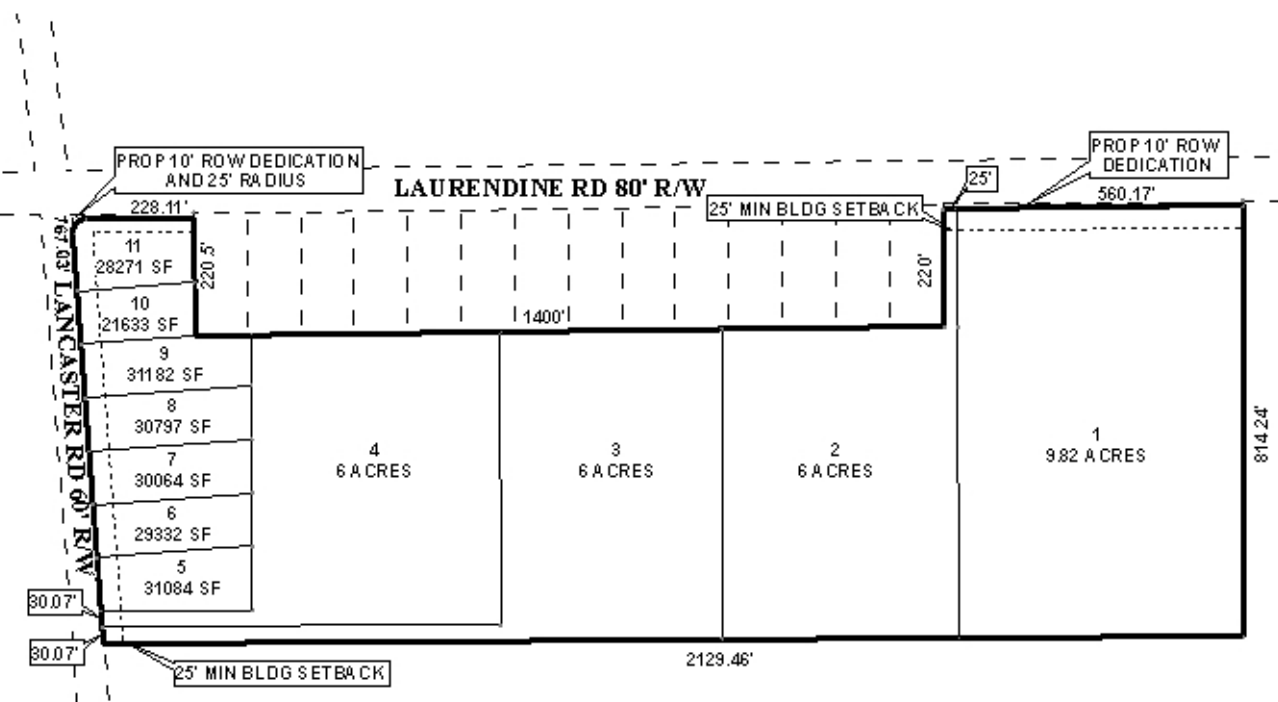 PROP 10' ROW DEDICATION
AND 25' RADIUS
PROP 10' ROW
DEDICATION
LAURENDINE RD 80' R/W
25'
560.17'
228.11'
25' MIN BLDG SETBACK
767.03'
LANCASTER RD 60' R/W
11
28271 SF
220.5'
220'
10
21633 SF
1400'
9
31182 SF
8
30797 SF
7
30064 SF
6
29332 SF
5
31084 SF
4
6 ACRES
3
6 ACRES
2
6 ACRES
1
9.82 ACRES
814.24'
30.07'
30.07'
25' MIN BLDG SETBACK
2129.46'